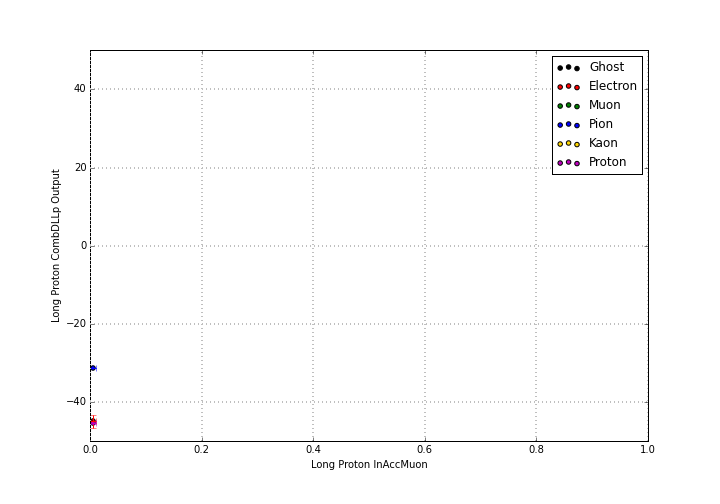 Ghost
Electron
Muon
Pion
Kaon
Proton
40
20
0
−20
−40
0.0 0.2 0.4 0.6 0.8 1.0
Long Proton CombDLLp Output
Long Proton InAccMuon